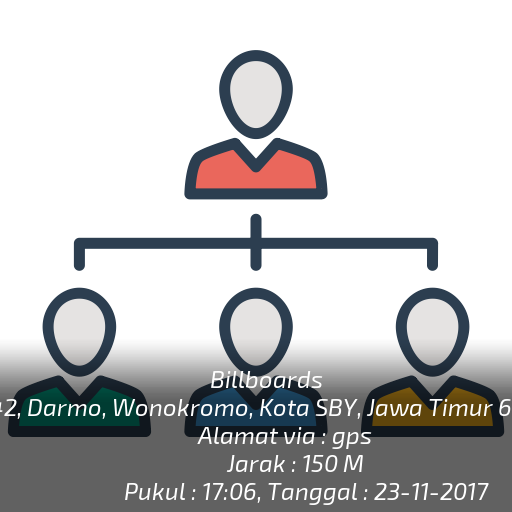 Billboards
42, Darmo, Wonokromo, Kota SBY, Jawa Timur 6
Alamat via : gps
Jarak : 150 M
Pukul : 17:06, Tanggal : 23-11-2017